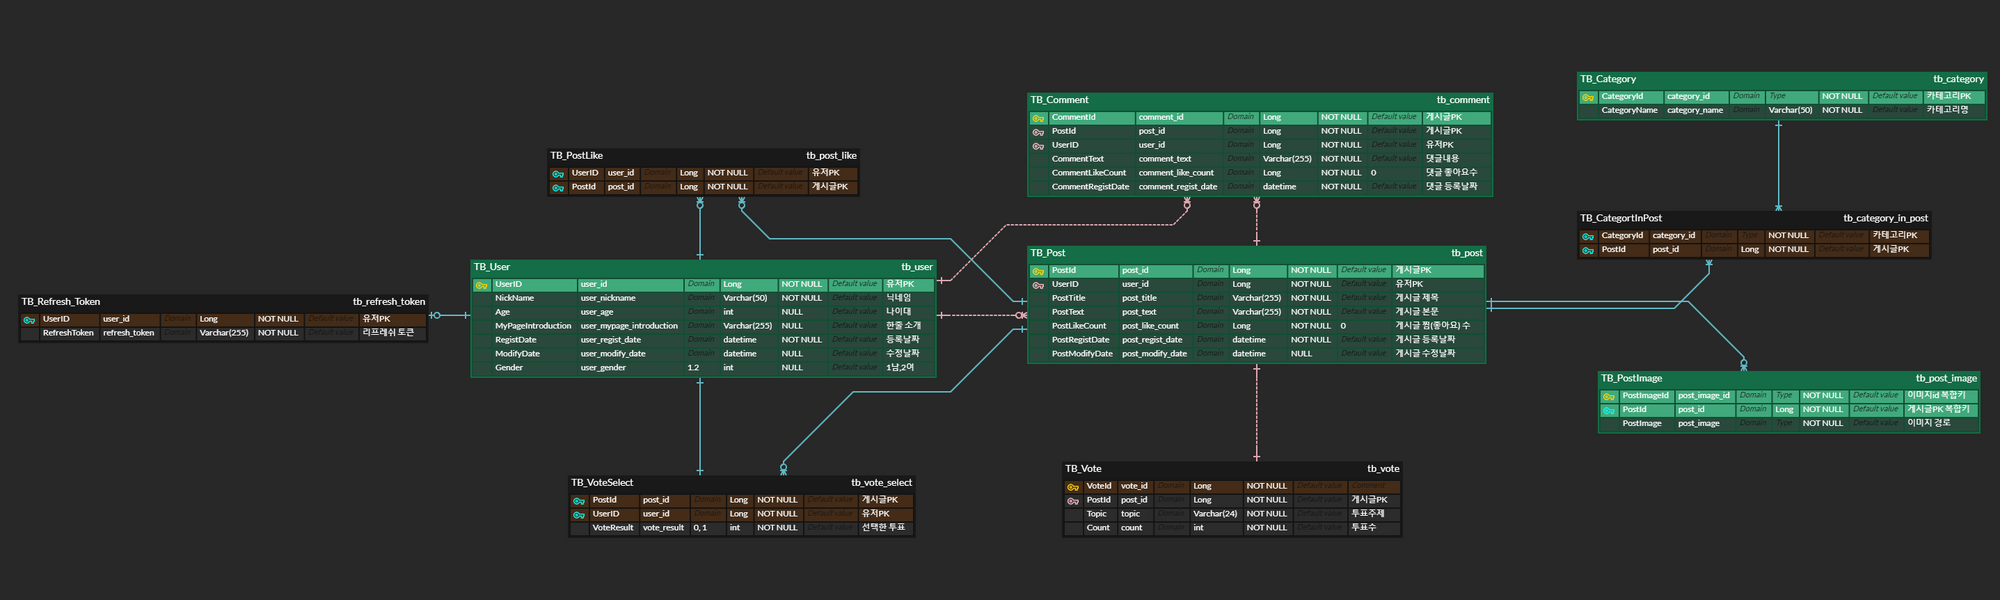 TB_Category tb_category
CategoryId category_id Domain Type NOT NULL Default value 카테고리PK
CategoryName category_name Domain Varchar(50) NOT NULL Default value 카테고리명
TB_Comment tb_comment
CommentId comment_id Domain Long NOT NULL Default value 게시글PK
PostId post_id Domain Long NOT NULL Default value 게시글PK
UserID user_id Domain Long NOT NULL Default value 유저PK
CommentText comment_text Domain Varchar(255) NOT NULL Default value 댓글내용
CommentLikeCount comment_like_count Domain Long NOT NULL 0 댓글 좋아요수
CommentRegistDate comment_regist_date Domain datetime NOT NULL Default value 댓글 등록날짜
TB_PostLike tb_post_like
UserID user_id Domain Long NOT NULL Default value 유저PK
PostId post_id Domain Long NOT NULL Default value 게시글PK
TB_CategortInPost tb_category_in_post
CategoryId category_id Domain Type NOT NULL Default value 카테고리PK
PostId post_id Domain Long NOT NULL Default value 게시글PK
TB_User tb_user
UserID user_id Domain Long NOT NULL Default value 유저PK
NickName user_nickname Domain Varchar(50) NOT NULL Default value 닉네임
Age user_age Domain int NULL Default value 나이대
MyPageIntroduction user_mypage_introduction Domain Varchar(255) NULL Default value 한줄 소개
RegistDate user_regist_date Domain datetime NOT NULL Default value 등록날짜
ModifyDate user_modify_date Domain datetime NULL Default value 수정날짜
Gender user_gender 1.2 int NULL Default value 1남,2여
TB_Post tb_post
PostId post_id Domain Long NOT NULL Default value 게시글PK
UserID user_id Domain Long NOT NULL Default value 유저PK
PostTitle post_title Domain Varchar(255) NOT NULL Default value 게시글 제목
PostText post_text Domain Varchar(255) NOT NULL Default value 게시글 본문
PostLikeCount post_like_count Domain Long NOT NULL 0 게시글 찜(좋아요) 수
PostRegistDate post_regist_date Domain datetime NOT NULL Default value 게시글 등록날짜
PostModifyDate post_modify_date Domain datetime NULL Default value 게시글 수정날짜
TB_Refresh_Token tb_refresh_token
UserID user_id Domain Long NOT NULL Default value 유저PK
RefreshToken refresh_token Domain Varchar(255) NOT NULL Default value 리프레쉬 토큰
TB_PostImage tb_post_image
PostImageId post_image_id Domain Type NOT NULL Default value 이미지id 복합키
PostId post_id Domain Long NOT NULL Default value 게시글PK 복합키
PostImage post_image Domain Type NOT NULL Default value 이미지 경로
TB_VoteSelect tb_vote_select
PostId post_id Domain Long NOT NULL Default value 게시글PK
UserID user_id Domain Long NOT NULL Default value 유저PK
VoteResult vote_result 0, 1 int NOT NULL Default value 선택한 투표
TB_Vote tb_vote
VoteId vote_id Domain Long NOT NULL Default value Comment
PostId post_id Domain Long NOT NULL Default value 게시글PK
Topic topic Domain Varchar(24) NOT NULL Default value 투표주제
Count count Domain int NOT NULL Default value 투표수